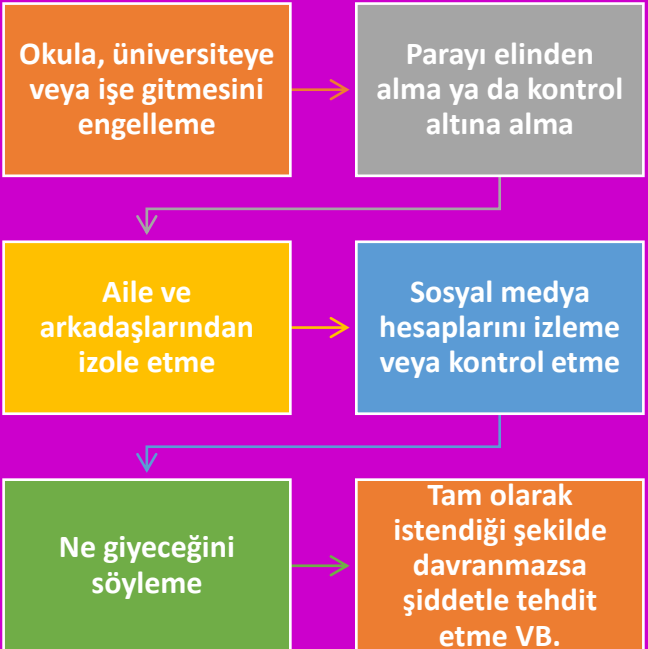 Okula, üniversiteye
veya işe gitmesini
engelleme
Parayı elinden
alma ya da kontrol
altına alma
Aile ve
arkadaşlarından
izole etme
Sosyal medya
hesaplarını izleme
veya kontrol etme
Ne giyeceğini
söyleme
Tam olarak
istendiği şekilde
davranmazsa
şiddetle tehdit
etme VB.